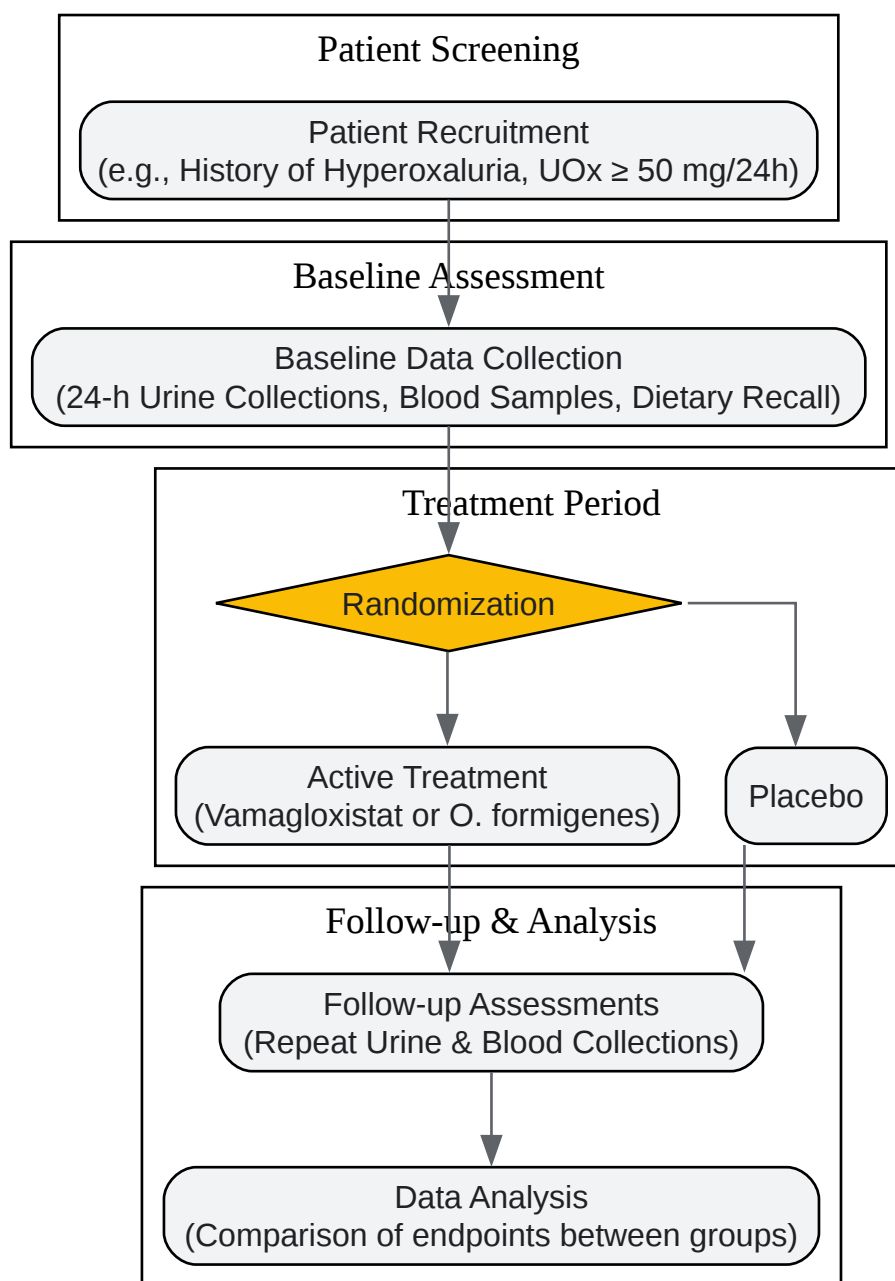 Patient Screening
Patient Recruitment
(e.g., History of Hyperoxaluria, UOx ≥ 50 mg/24h)
Baseline Assessment
Baseline Data Collection
(24-h Urine Collections, Blood Samples, Dietary Recall)
Treatment Period
Randomization
Active Treatment
(Vamagloxistat or O. formigenes)
Placebo
Follow-up & Analysis
Follow-up Assessments
(Repeat Urine & Blood Collections)
Data Analysis
(Comparison of endpoints between groups)